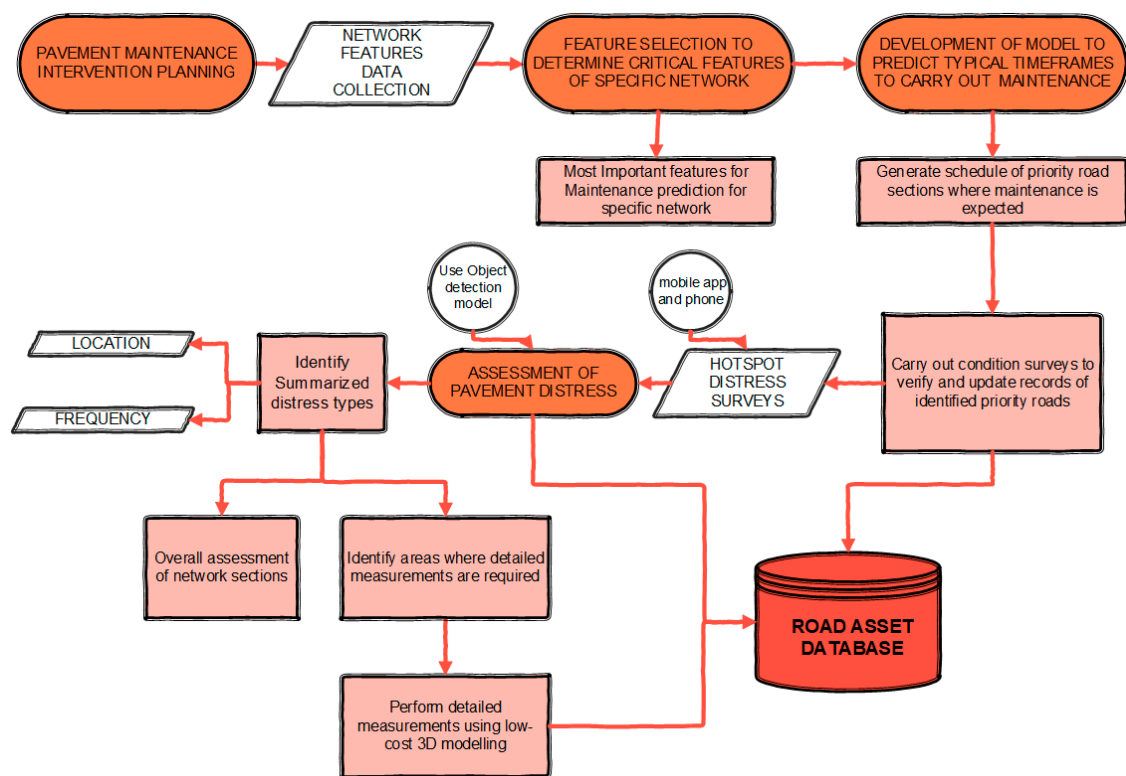 PAVEMENT MAINTENANCE
INTERVENTION PLANNING
NETWORK
FEATURES
DATA
COLLECTION
FEATURE SELECTION TO
DETERMINE CRITICAL FEATURES
OF SPECIFIC NETWORK
DEVELOPMENT OF MODEL TO
PREDICT TYPICAL TIMEFRAMES
TO CARRY OUT MAINTENANCE
Most Important features for
Maintenance prediction for
specific network
Generate schedule of priority road
sections where maintenance is
expected
Use Object
detection
model
mobile app
and phone
LOCATION
FREQUENCY
Identify
Summarized
distress types
ASSESSMENT OF
PAVEMENT DISTRESS
HOTSPOT
DISTRESS
SURVEYS
Carry out condition surveys to
verify and update records of
identified priority roads
Overall assessment
of network sections
Identify areas where detailed
measurements are required
ROAD ASSET
DATABASE
Perform detailed
measurements using low-
cost 3D modelling